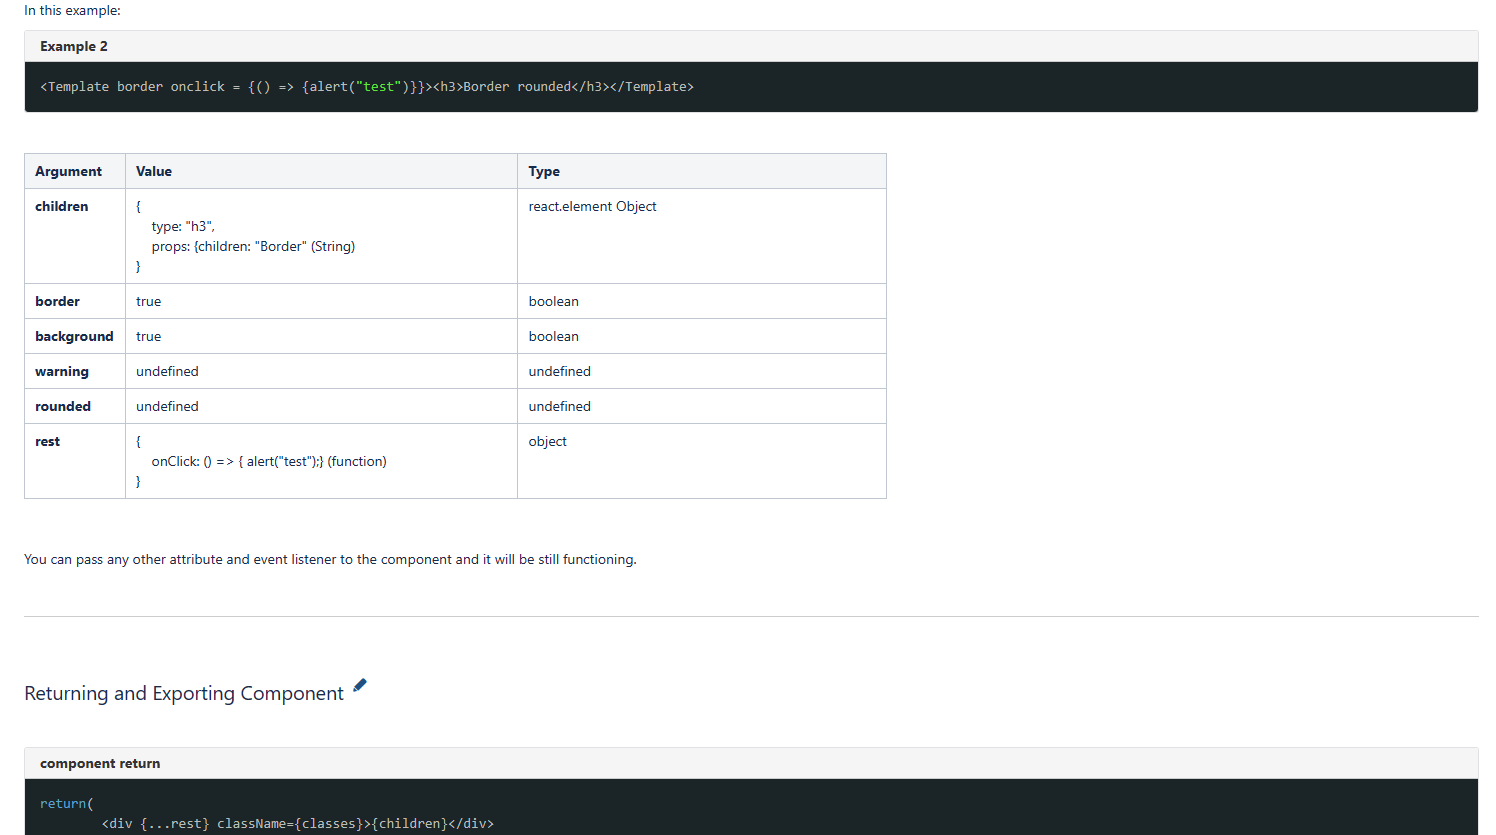 In this example:
Example 2
<Template border onclick = {() => {alert("test")}}><h3>Border rounded</h3></Template>
Argument Value Type
children { react.element Object
type: "h3",
props: {children: "Border" (String)
}
border true boolean
background true boolean
warning undefined undefined
rounded undefined undefined
rest { object
onClick: () => { alert("test");} (function)
}
You can pass any other attribute and event listener to the component and it will be still functioning.
Returning and Exporting Component
component return
return(
<div {...rest} className={classes}>{children}</div>